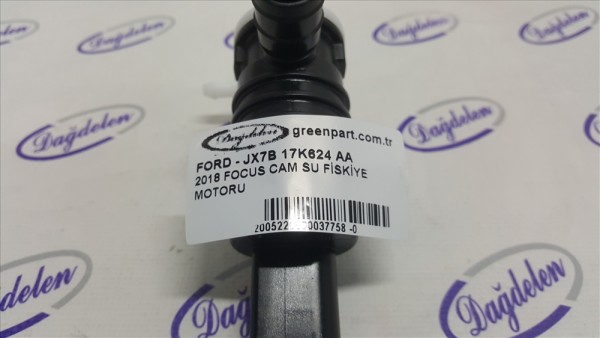 Dağdelen greenpart.com.tr
FORD - JX7B 17K624 AA
2018 FOCUS CAM SU FİSKİYE
MOTORU
Dağdelen
Dağdelen
Dağdelen
Dağdelen
Dağdelen
Dağdelen